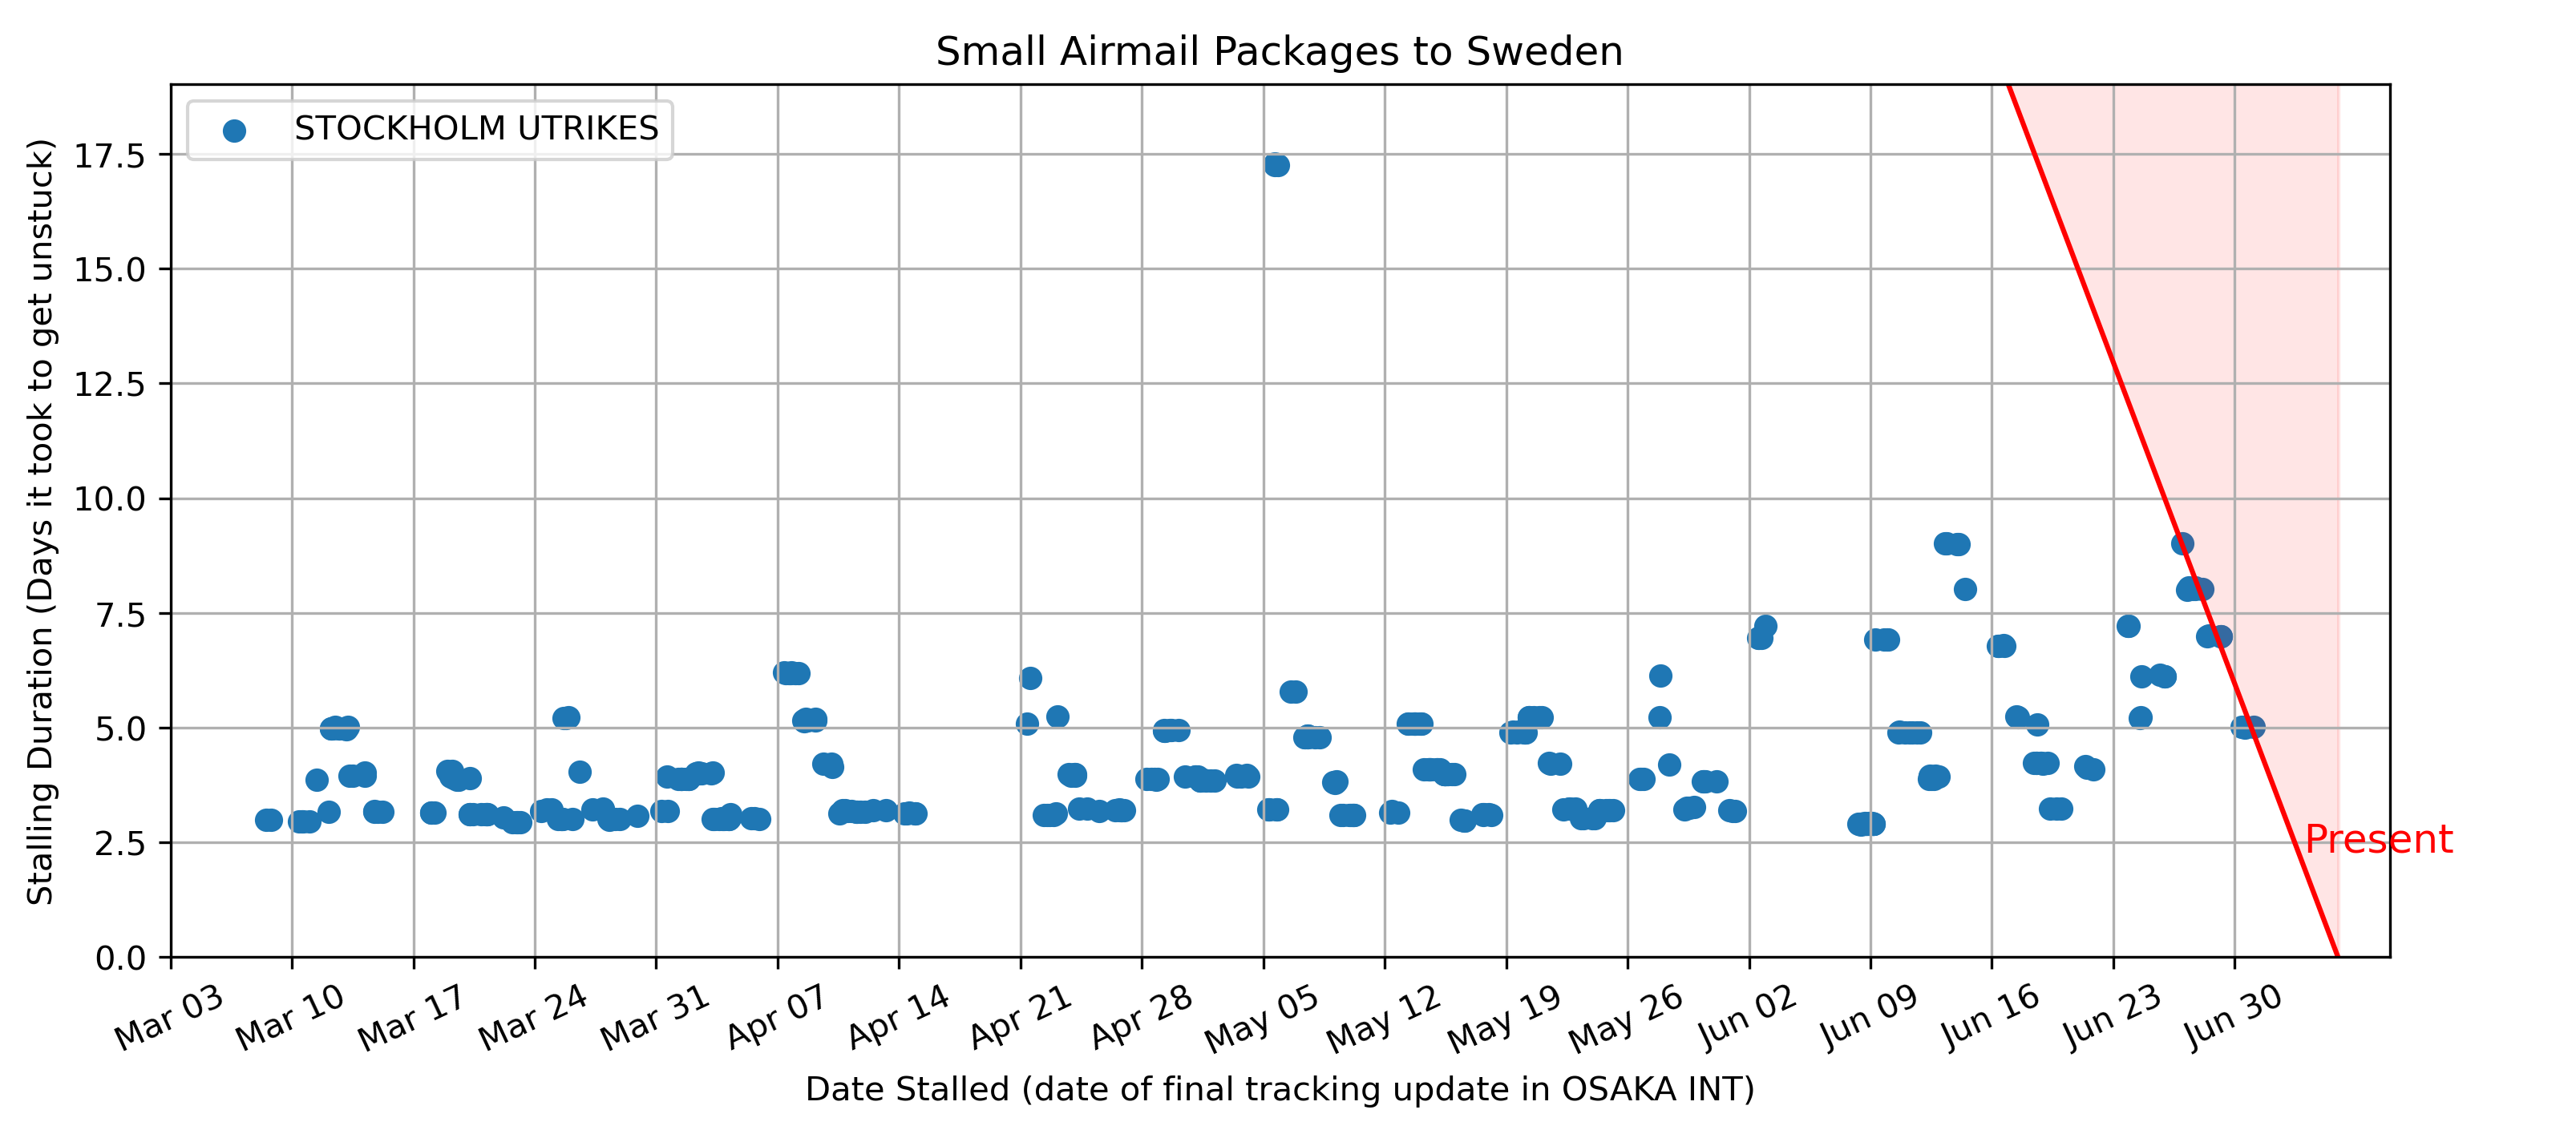 Small Airmail Packages to Sweden
STOCKHOLM UTRIKES
Stalling Duration (Days it took to get unstuck)
17.5
15.0
12.5
10.0
7.5
5.0
2.5
0.0
Present
Mar 03
Mar 10
Mar 17
Mar 24
Mar 31
Apr 07
Apr 14
Apr 21
Apr 28
May 05
May 12
May 19
May 26
Jun 02
Jun 09
Jun 16
Jun 23
Jun 30
Date Stalled (date of final tracking update in OSAKA INT)